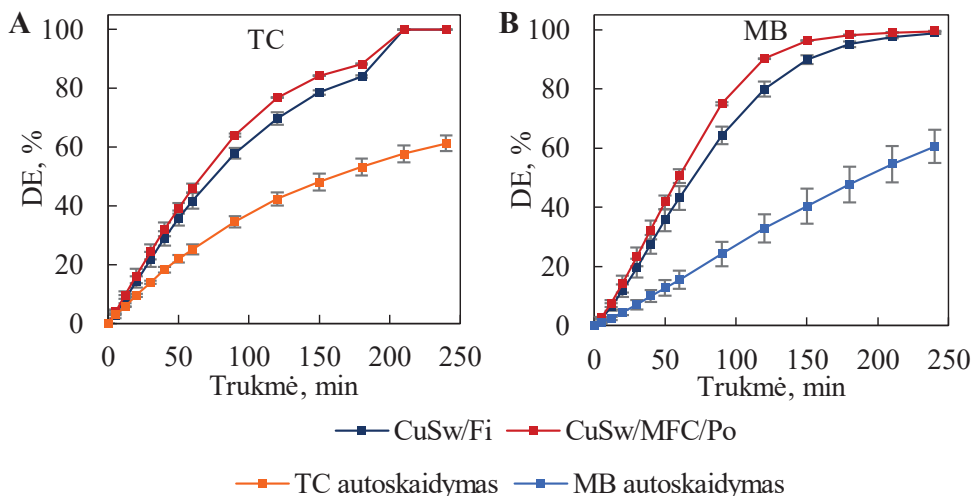 A
TC
DE, %
100
80
60
40
20
0
0 50 100 150 200 250
Trukmė, min
B
MB
DE, %
100
80
60
40
20
0
0 50 100 150 200 250
Trukmė, min
CuSw/Fi CuSw/MFC/Po
TC autoskaidymas MB autoskaidymas